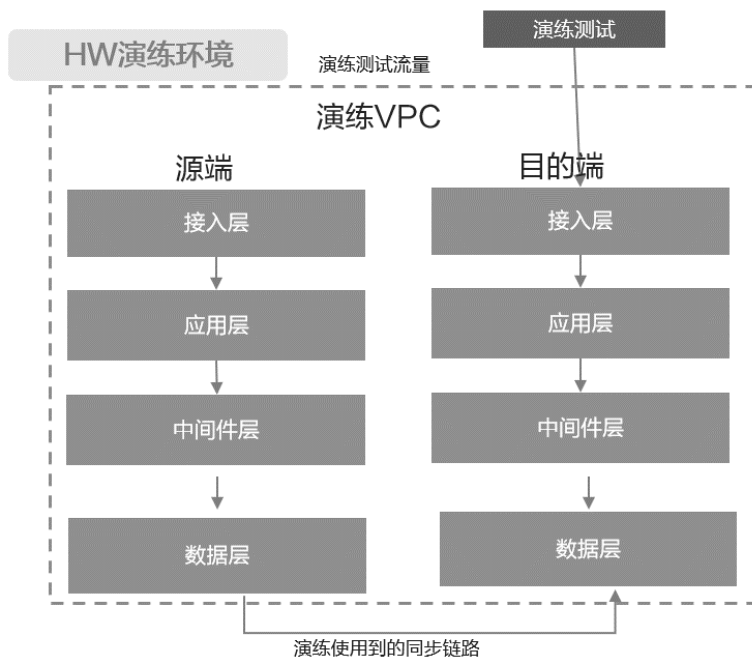 演练测试
HW演练环境
演练测试流量
演练VPC
源端
目的端
接入层
接入层
应用层
应用层
中间件层
中间件层
数据层
数据层
演练使用到的同步链路